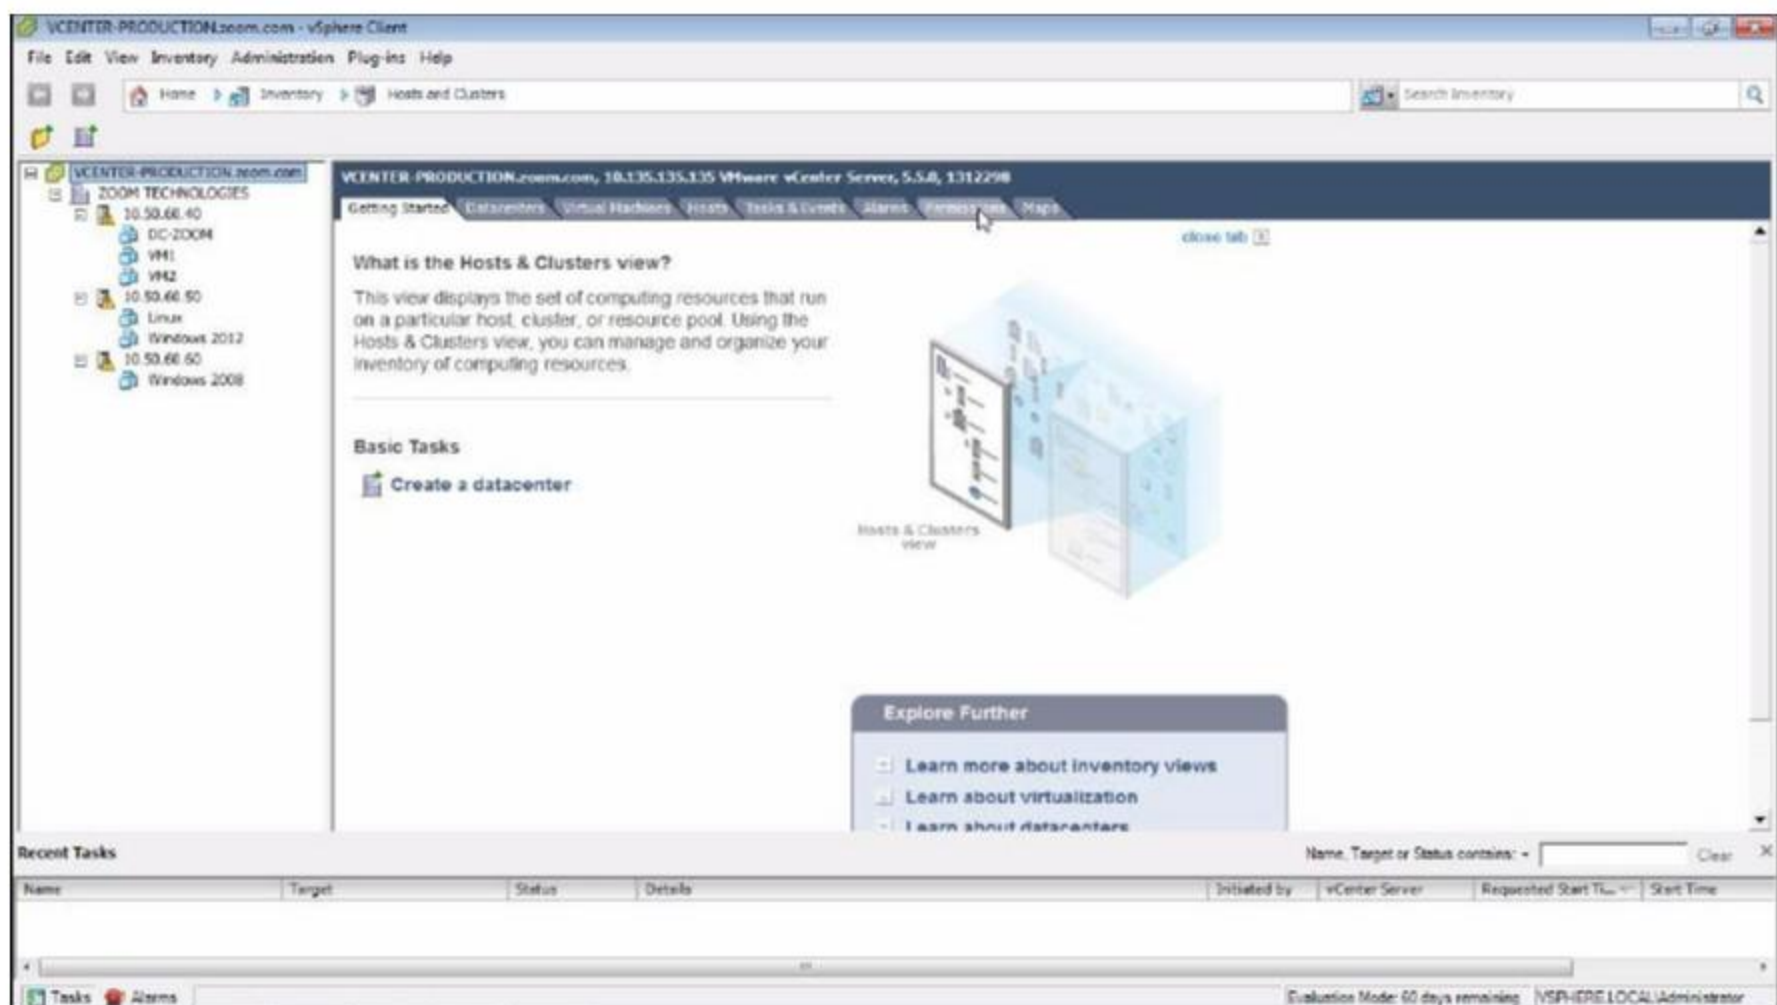 VCENTER-PRODUCTION.zoom.com - vSphere Client
File Edit View Inventory Administration Plug-ins Help
Home Inventory Hosts and Clusters
Search Inventory
VCENTER-PRODUCTION.zoom.com
ZOOM TECHNOLOGIES
10.50.60.40
DC-ZOOM
VM1
VM2
10.50.60.50
Linux
Windows 2012
10.50.60.60
Windows 2008
VCENTER-PRODUCTION.zoom.com, 10.135.135.135 VMware vCenter Server, 5.5.0, 1312298
Getting Started Datacenters Virtual Machines Hosts Tasks & Events Alarms Permissions Maps
close tab
What is the Hosts & Clusters view?
This view displays the set of computing resources that run
on a particular host, cluster, or resource pool. Using the
Hosts & Clusters view, you can manage and organize your
inventory of computing resources.
Basic Tasks
Create a datacenter
Hosts & Clusters
view
Explore Further
Learn more about inventory views
Learn about virtualization
Learn about datacenters
Recent Tasks
Name, Target or Status contains:
Clear
Name Target Status Details Initiated by vCenter Server Requested Start Ti... Start Time
Tasks Alarms
Evaluation Mode: 60 days remaining VSPHERE.LOCAL\Administrator